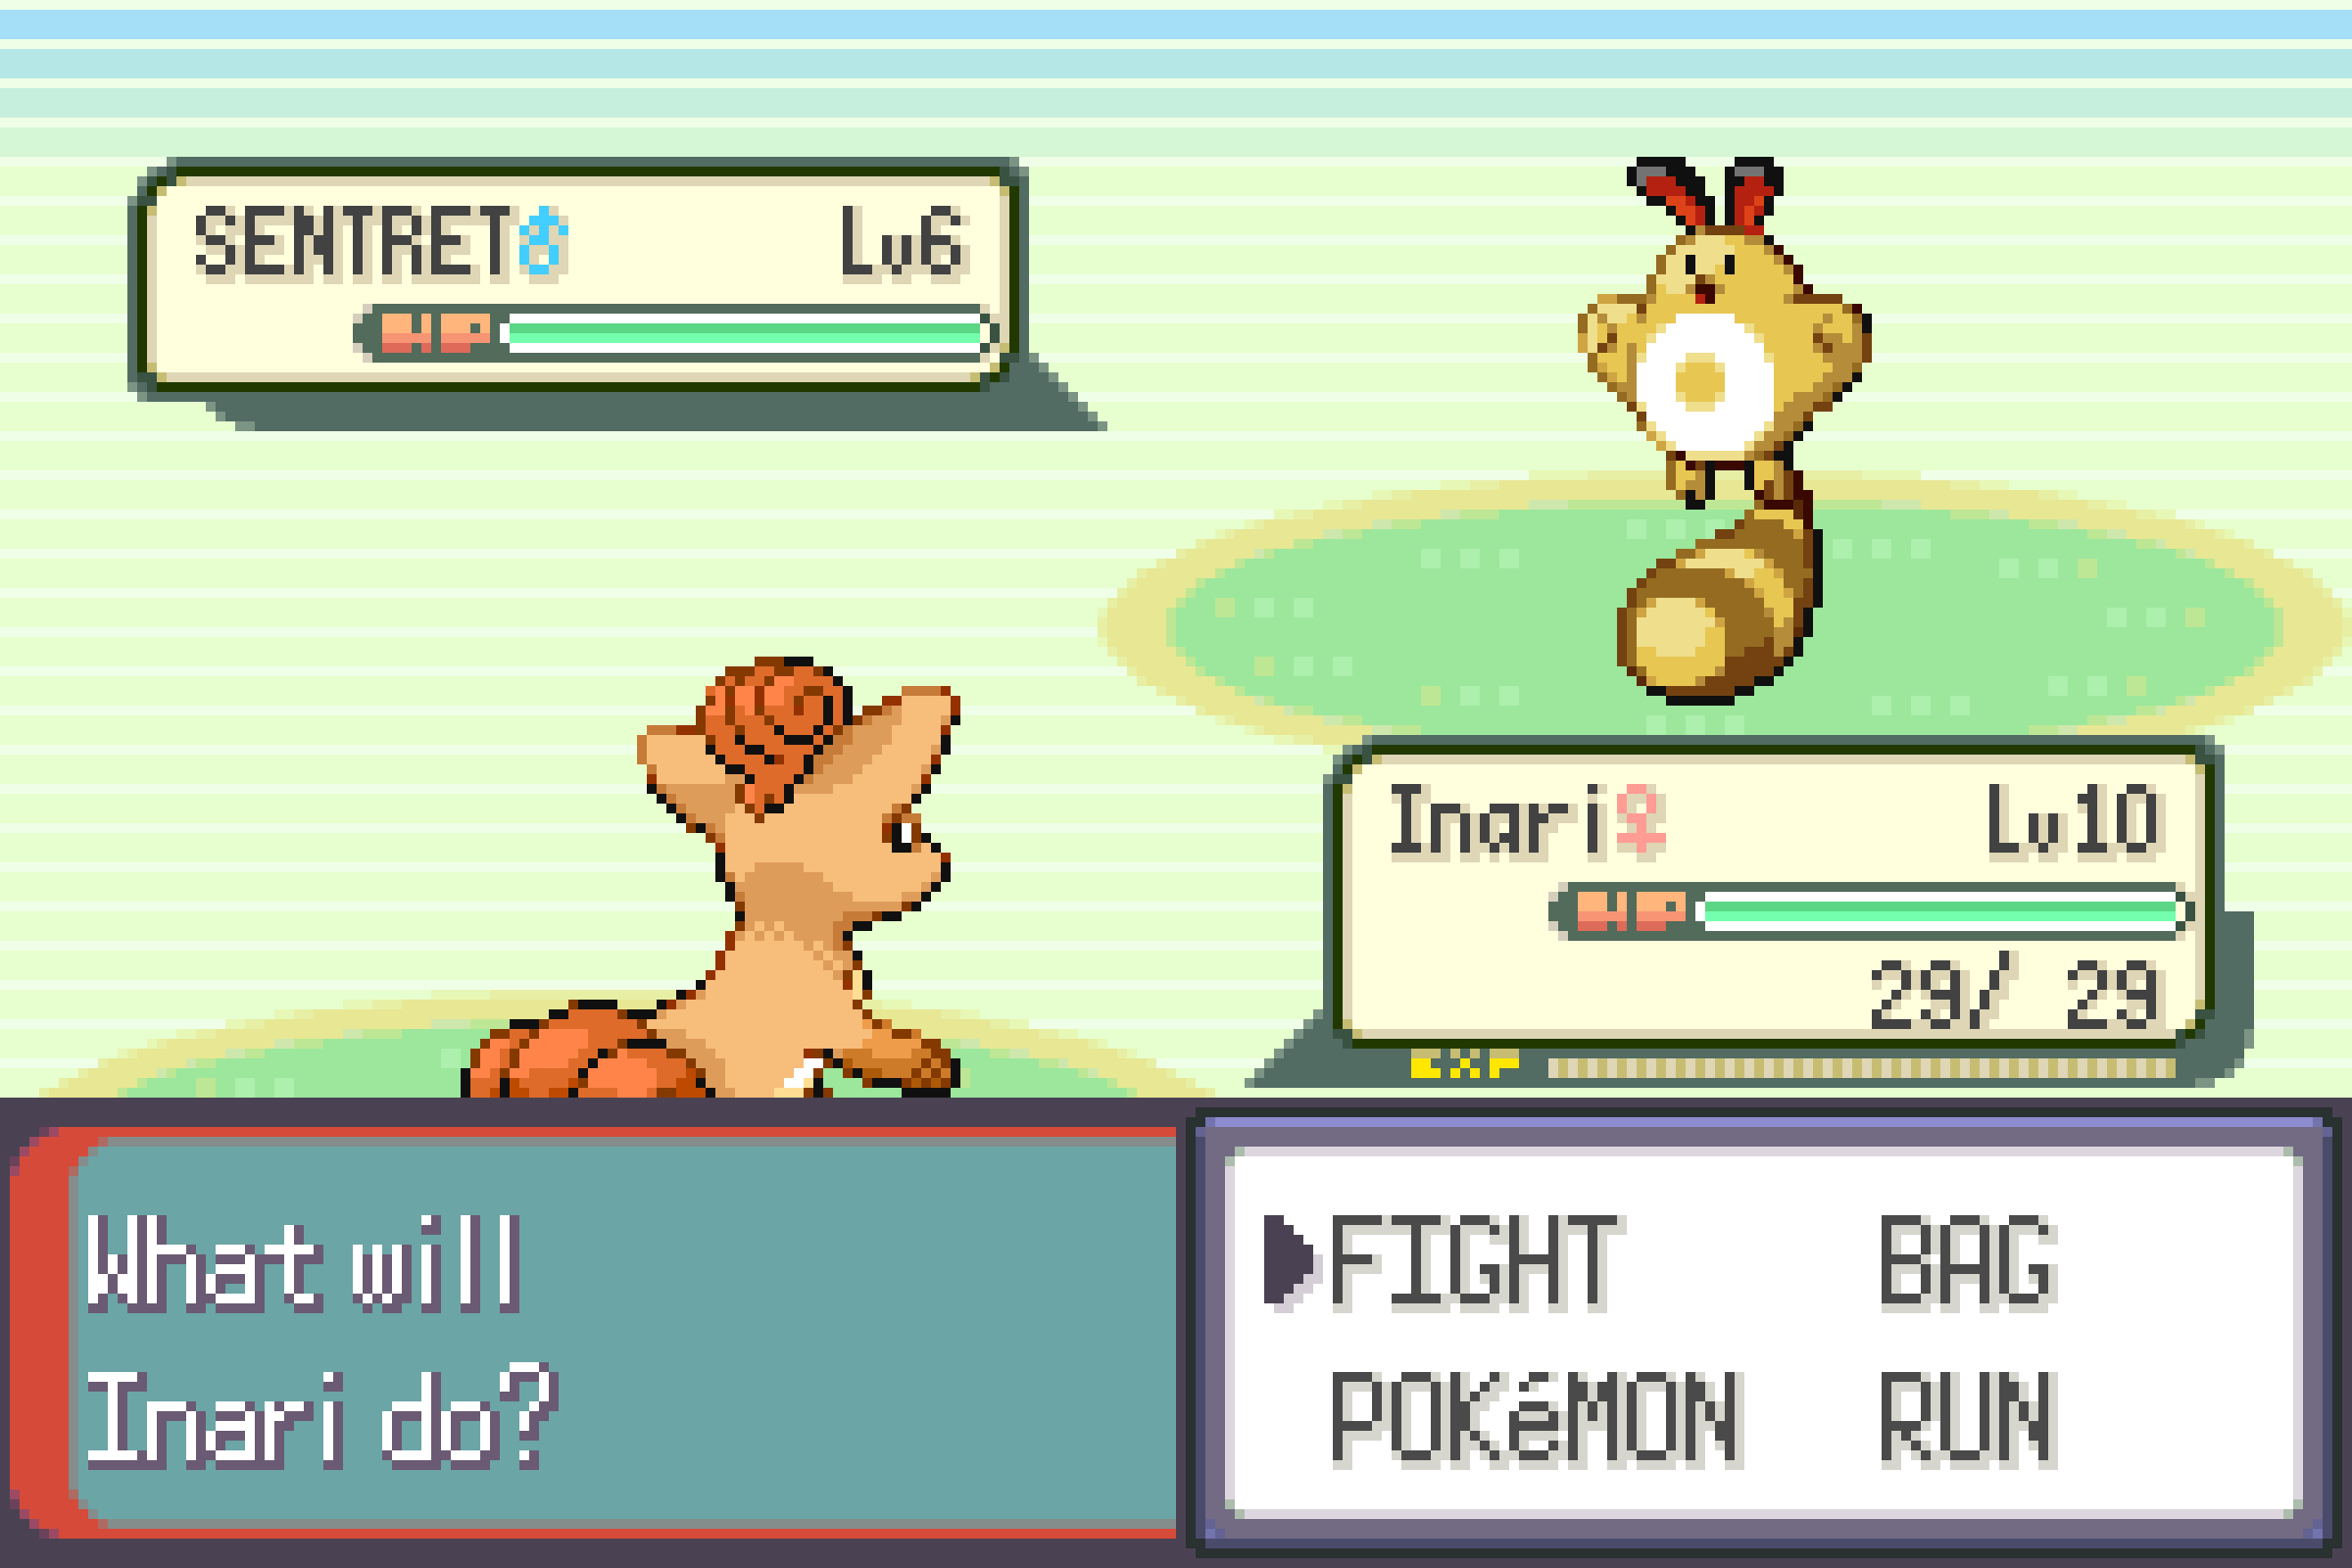 SENTRET♂ Lv6
HP
Inari♀ Lv10
HP
29/ 29
EXP
What will
Inari do?
FIGHT BAG
POKéMON RUN